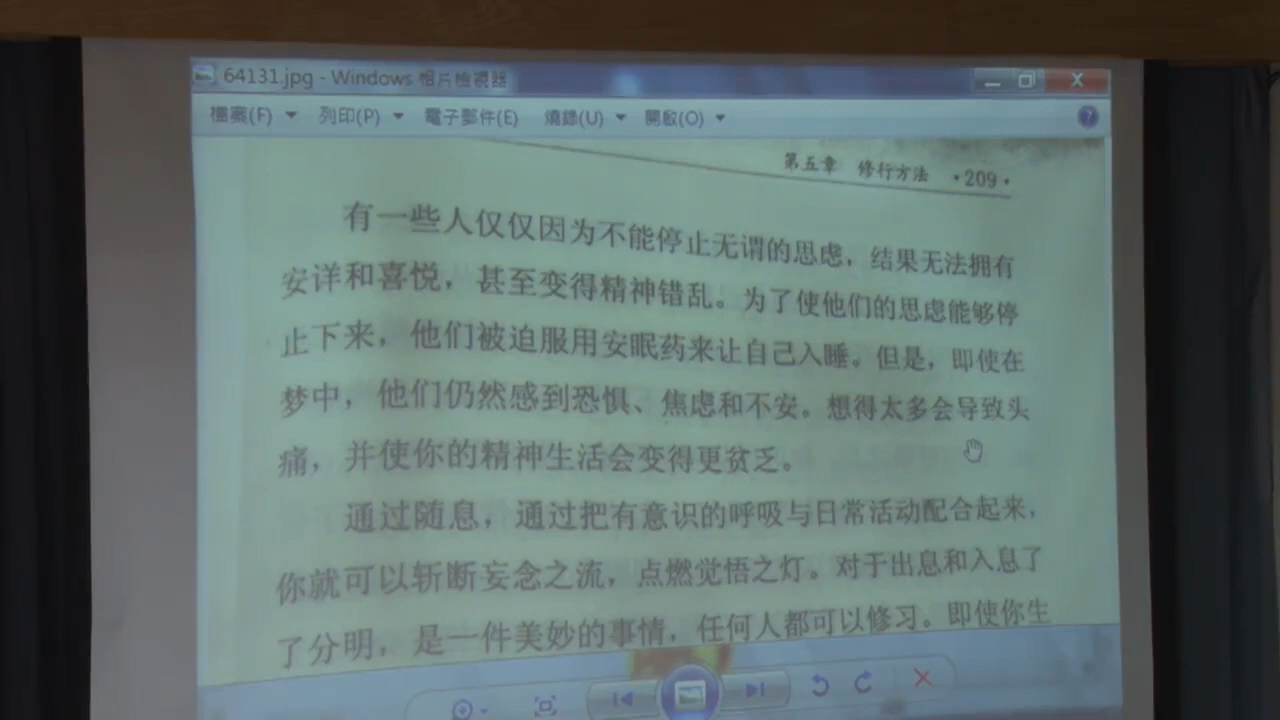 64131.jpg - Windows 相片檢視器
檔案(F) 列印(P) 電子郵件(E) 燒錄(U) 開啟(O)
第五章 修行方法 ·209·
有一些人仅仅因为不能停止无谓的思虑，结果无法拥有
安详和喜悦，甚至变得精神错乱。为了使他们的思虑能够停
止下来，他们被迫服用安眠药来让自己入睡。但是，即使在
梦中，他们仍然感到恐惧、焦虑和不安。想得太多会导致头
痛，并使你的精神生活会变得更贫乏。
通过随息，通过把有意识的呼吸与日常活动配合起来，
你就可以斩断妄念之流，点燃觉悟之灯。对于出息和入息了
了分明，是一件美妙的事情，任何人都可以修习。即使你生